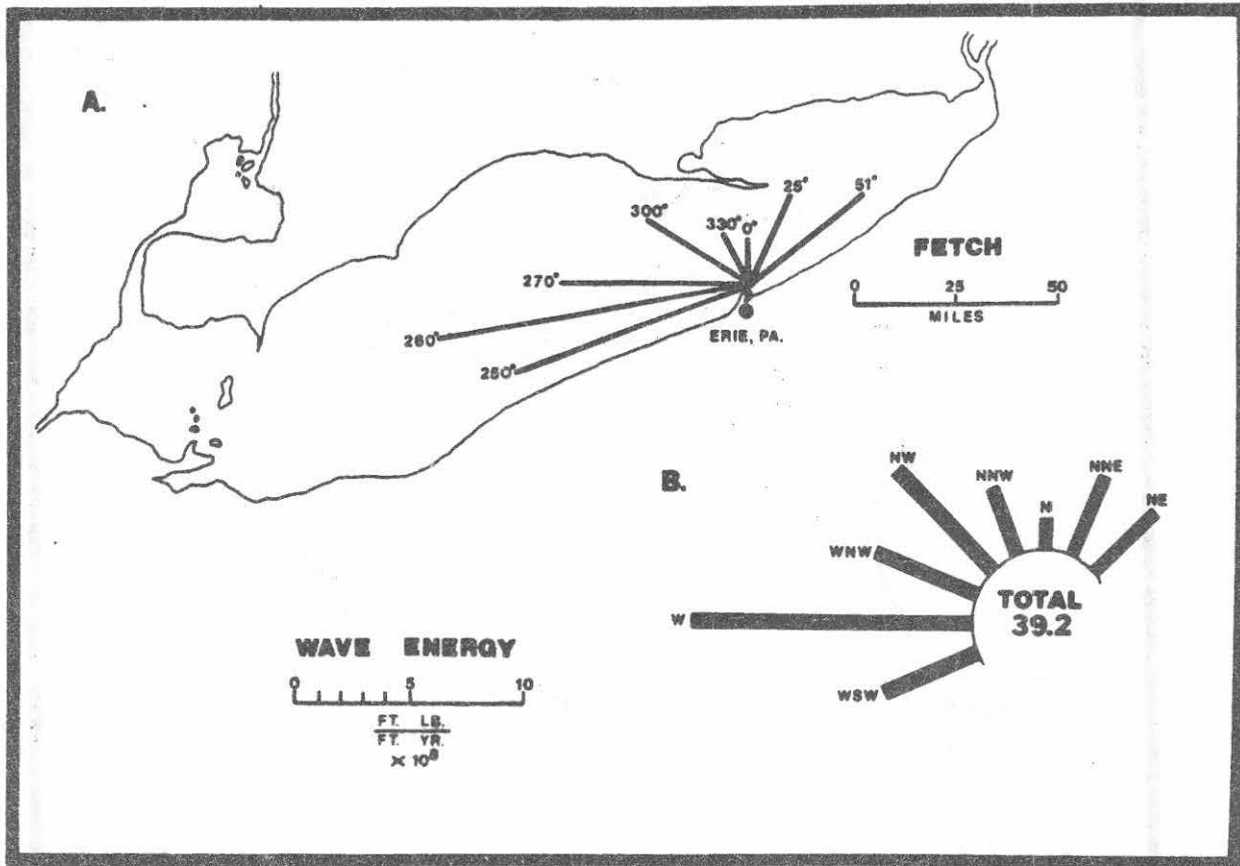 A.
300°
330°
0°
25°
51°
270°
260°
250°
ERIE, PA.
FETCH
0 25 50
MILES
B.
NW
NNW
N
NNE
NE
WNW
W
WSW
TOTAL
39.2
WAVE ENERGY
0 5 10
FT. LB.
FT. YR.
× 10⁸